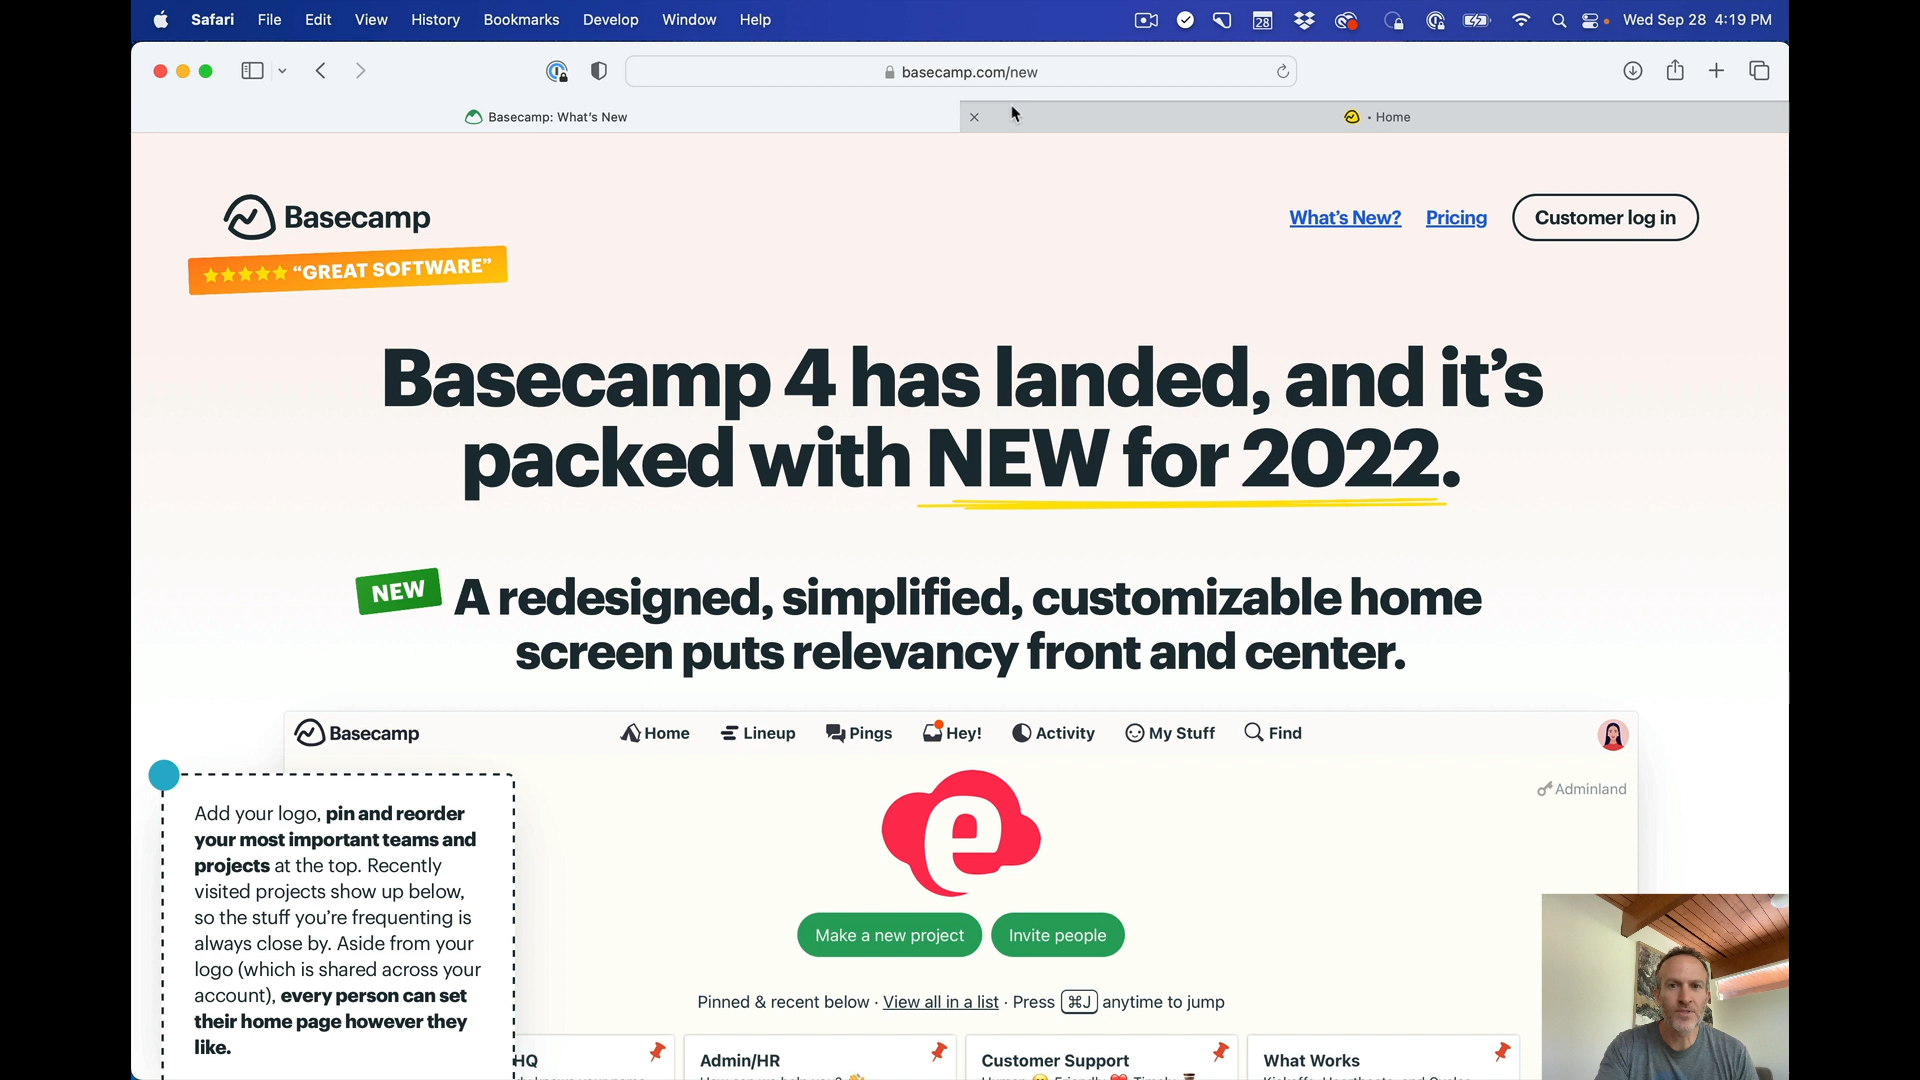 Safari File Edit View History Bookmarks Develop Window Help 28 Wed Sep 28 4:19 PM
basecamp.com/new
Basecamp: What's New
• Home
Basecamp
What's New? Pricing Customer log in
★★★★★ “GREAT SOFTWARE”
Basecamp 4 has landed, and it’s
packed with NEW for 2022.
NEW A redesigned, simplified, customizable home
screen puts relevancy front and center.
Basecamp Home Lineup Pings Hey! Activity My Stuff Find
Adminland
e
Make a new project Invite people
Pinned & recent below · View all in a list · Press ⌘J anytime to jump
Add your logo, pin and reorder
your most important teams and
projects at the top. Recently
visited projects show up below,
so the stuff you’re frequenting is
always close by. Aside from your
logo (which is shared across your
account), every person can set
their home page however they
like.
HQ Admin/HR Customer Support What Works